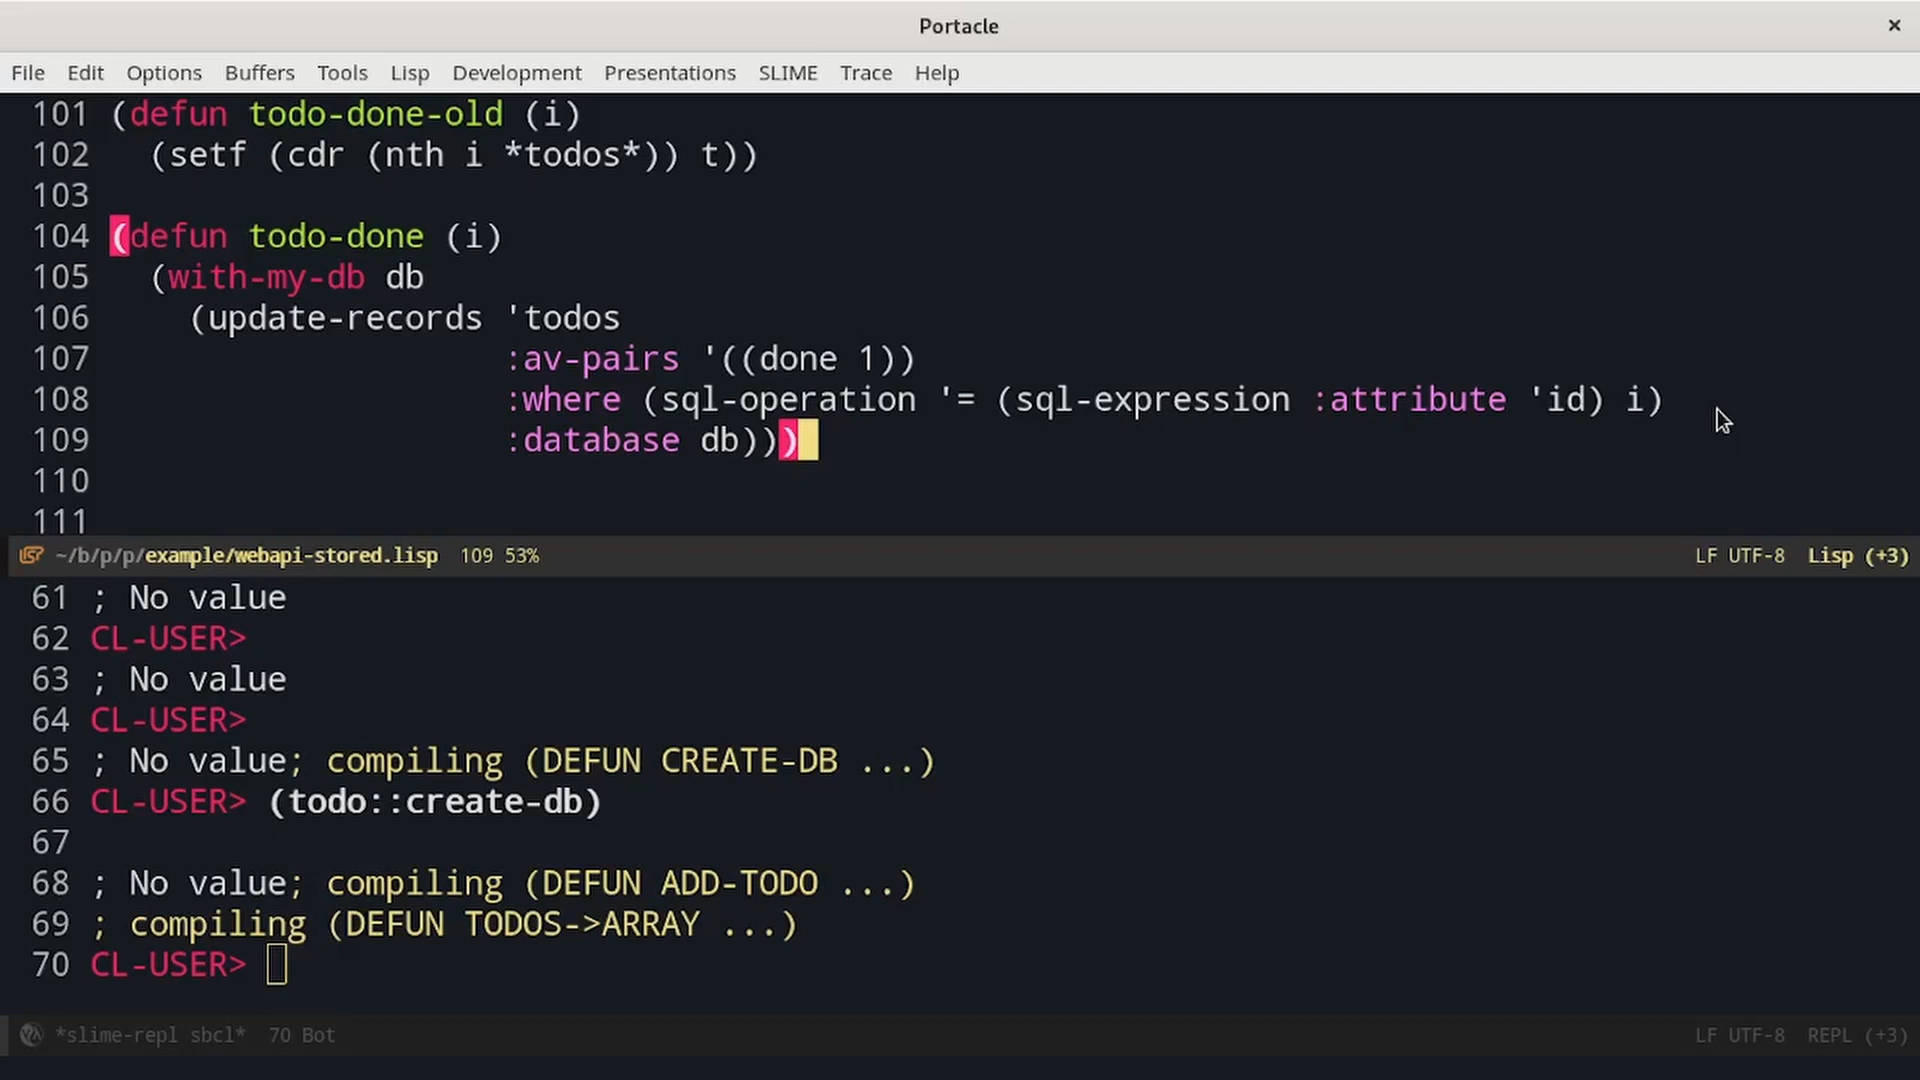 Portacle ×
File Edit Options Buffers Tools Lisp Development Presentations SLIME Trace Help
101 (defun todo-done-old (i)
102   (setf (cdr (nth i *todos*)) t))
103
104 (defun todo-done (i)
105   (with-my-db db
106     (update-records 'todos
107                     :av-pairs '((done 1))
108                     :where (sql-operation '= (sql-expression :attribute 'id) i)
109                     :database db)))
110
111
~/b/p/p/example/webapi-stored.lisp 109 53% LF UTF-8 Lisp (+3)
61 ; No value
62 CL-USER>
63 ; No value
64 CL-USER>
65 ; No value; compiling (DEFUN CREATE-DB ...)
66 CL-USER> (todo::create-db)
67
68 ; No value; compiling (DEFUN ADD-TODO ...)
69 ; compiling (DEFUN TODOS->ARRAY ...)
70 CL-USER>
*slime-repl sbcl* 70 Bot LF UTF-8 REPL (+3)